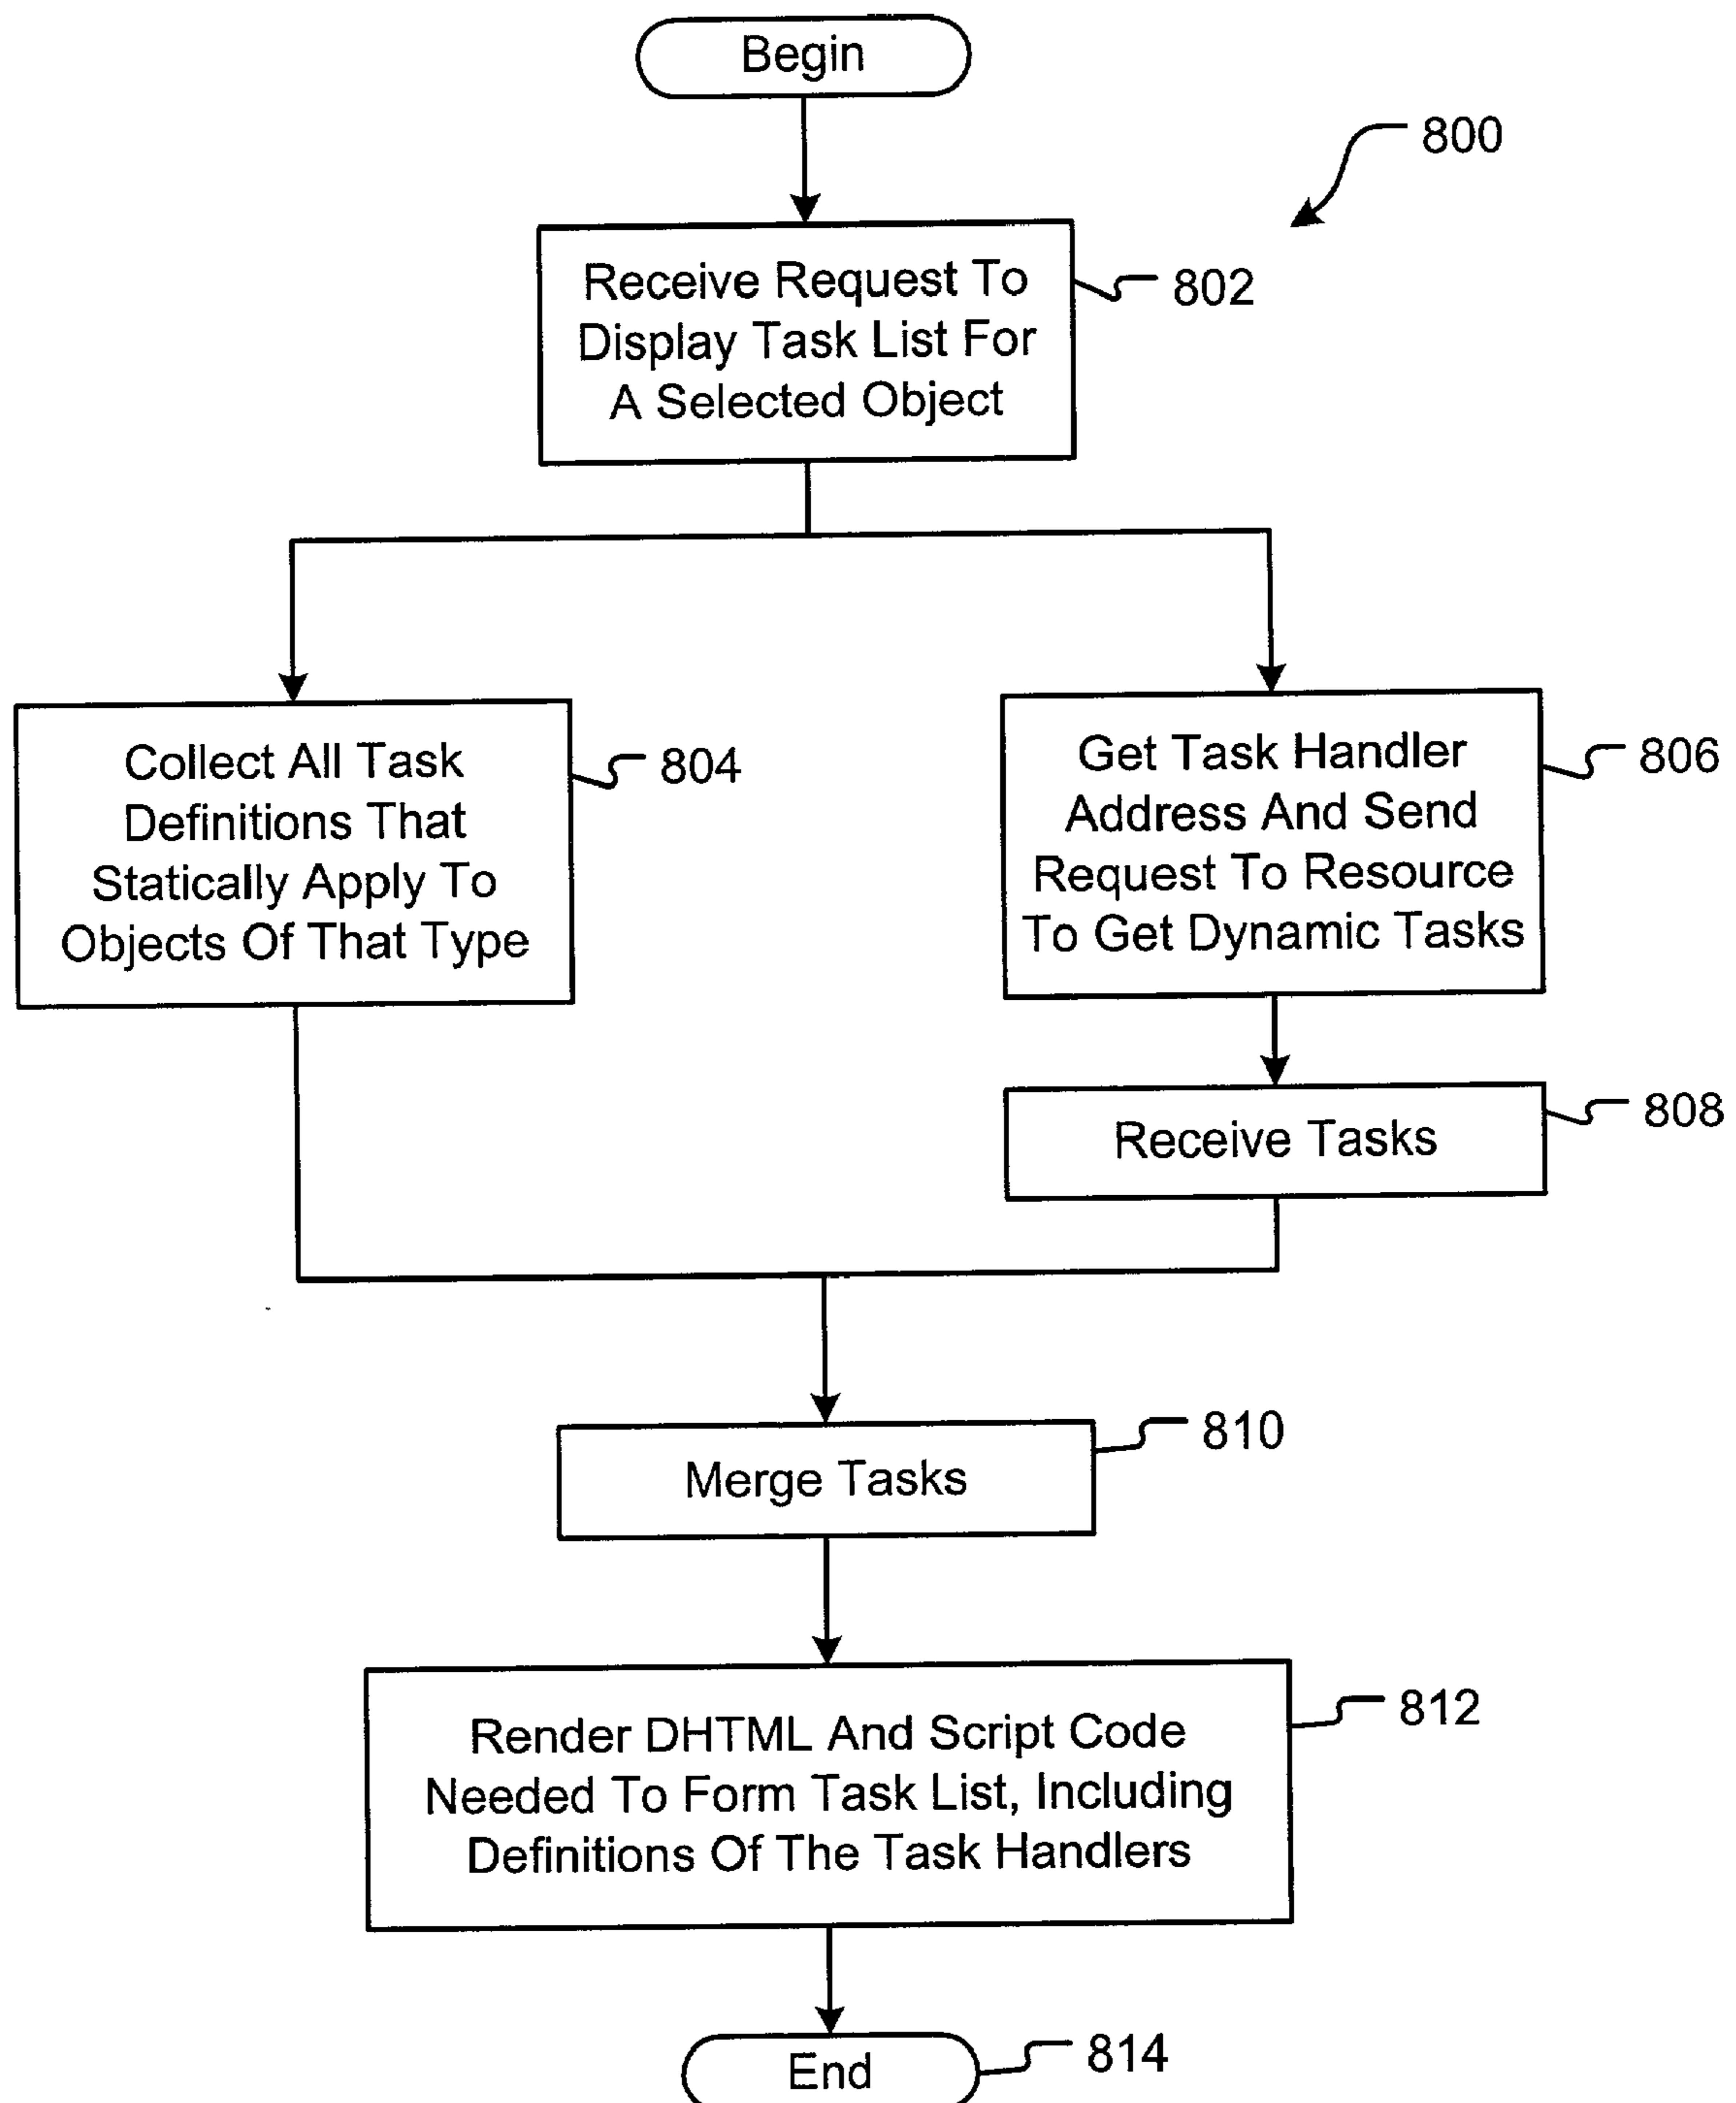 Begin
800
Receive Request To
Display Task List For
A Selected Object
802
Collect All Task
Definitions That
Statically Apply To
Objects Of That Type
804
Get Task Handler
Address And Send
Request To Resource
To Get Dynamic Tasks
806
Receive Tasks
808
Merge Tasks
810
Render DHTML And Script Code
Needed To Form Task List, Including
Definitions Of The Task Handlers
812
End
814